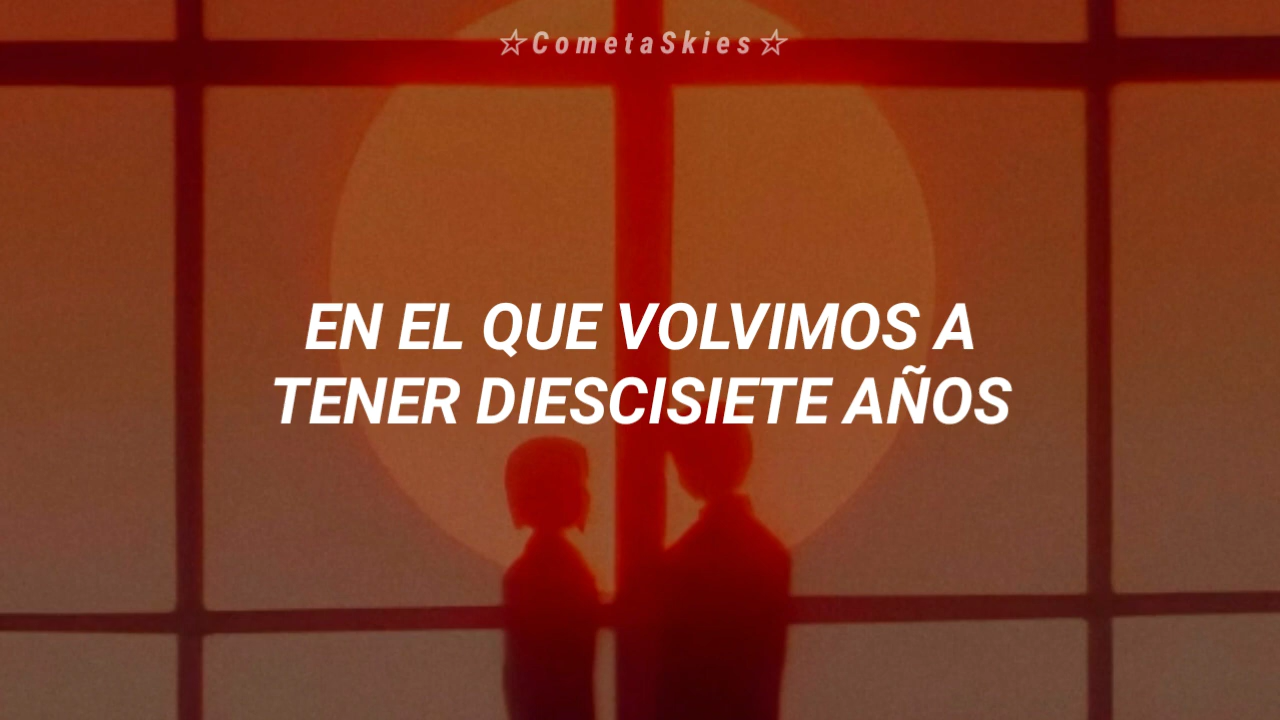 ☆CometaSkies☆
EN EL QUE VOLVIMOS A
TENER DIESCISIETE AÑOS